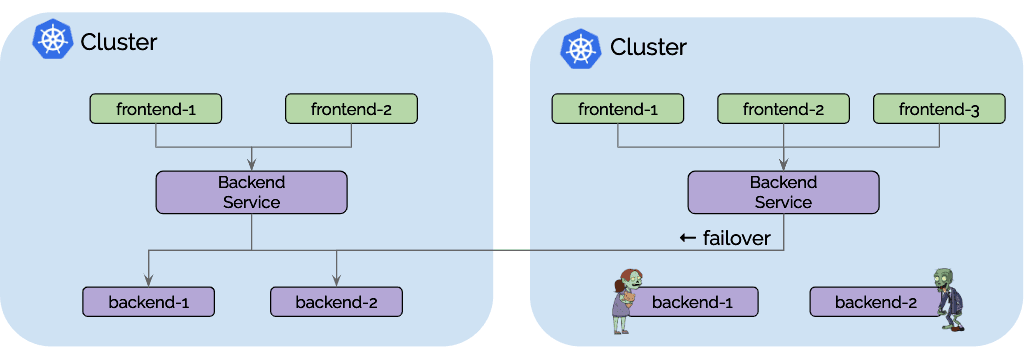 Cluster
frontend-1
frontend-2
Backend
Service
backend-1
backend-2
Cluster
frontend-1
frontend-2
frontend-3
Backend
Service
← failover
backend-1
backend-2